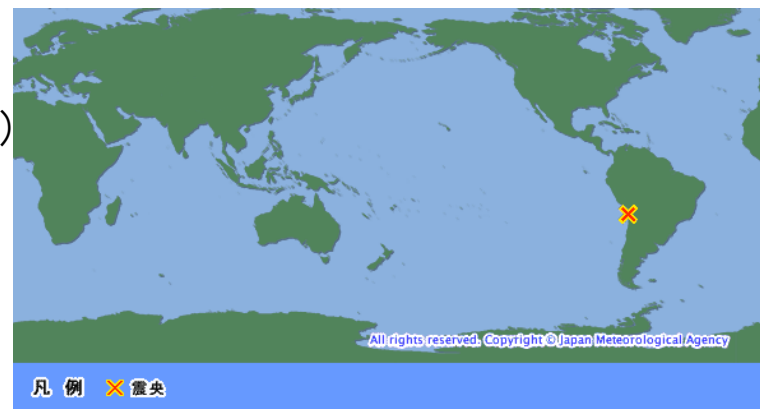 )
All rights reserved. Copyright © Japan Meteorological Agency
凡 例 震央